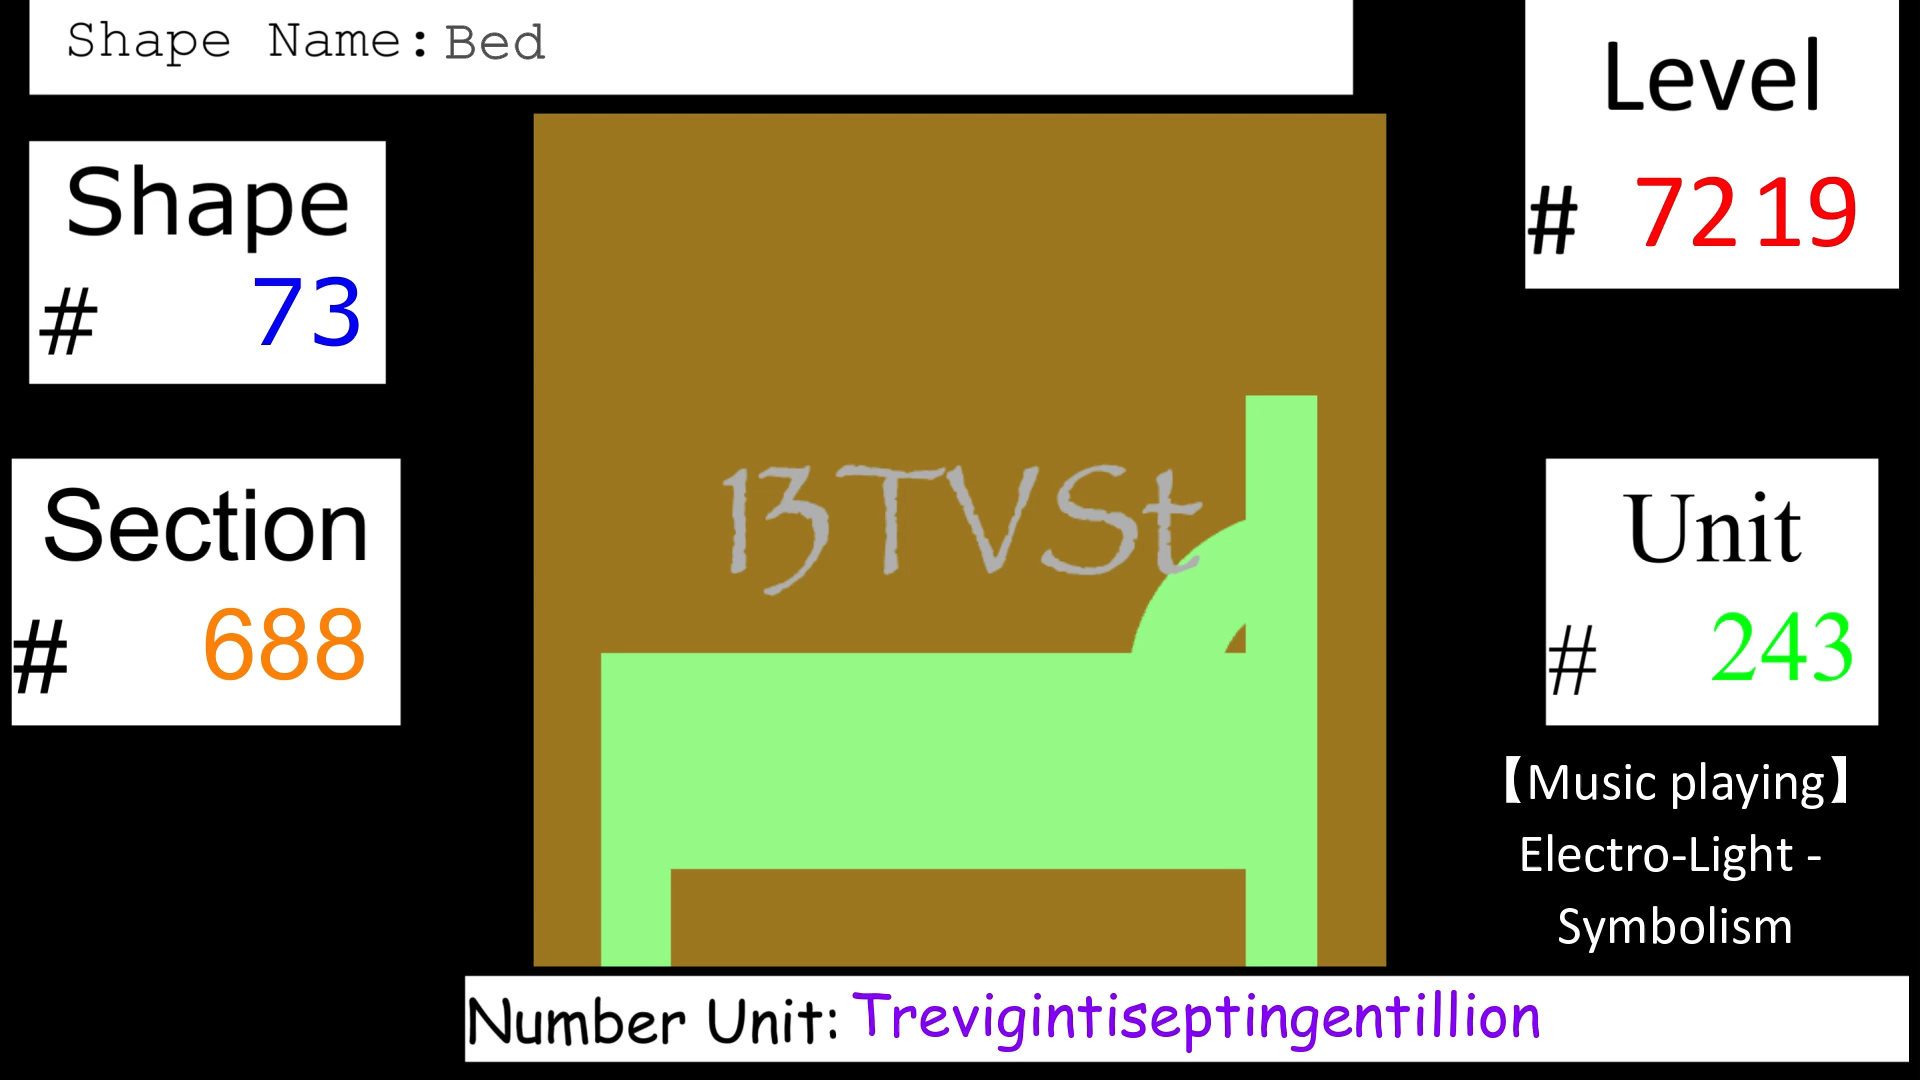 Shape Name: Bed
Level
# 7219
Shape
# 73
13TVSt
Section
# 688
Unit
# 243
【Music playing】
Electro-Light -
Symbolism
Number Unit: Trevigintiseptingentillion